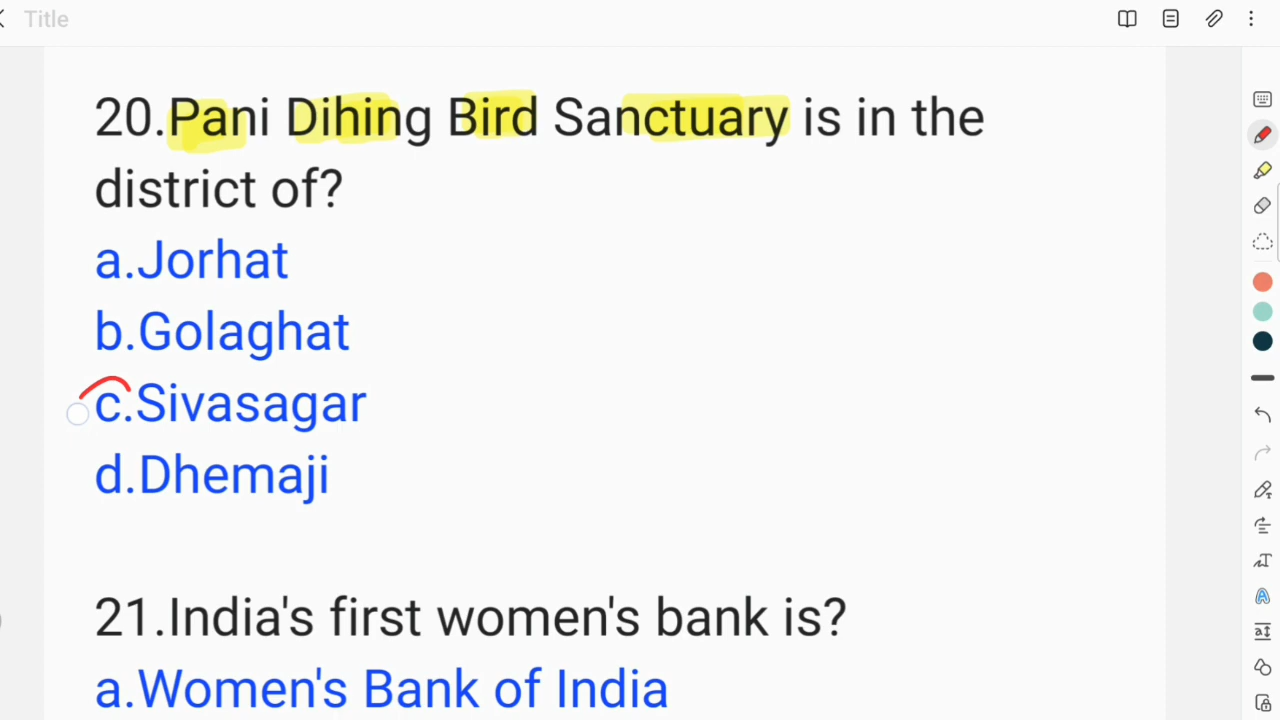 Title
20.Pani Dihing Bird Sanctuary is in the
district of?
a.Jorhat
b.Golaghat
c.Sivasagar
d.Dhemaji
21.India's first women's bank is?
a.Women's Bank of India